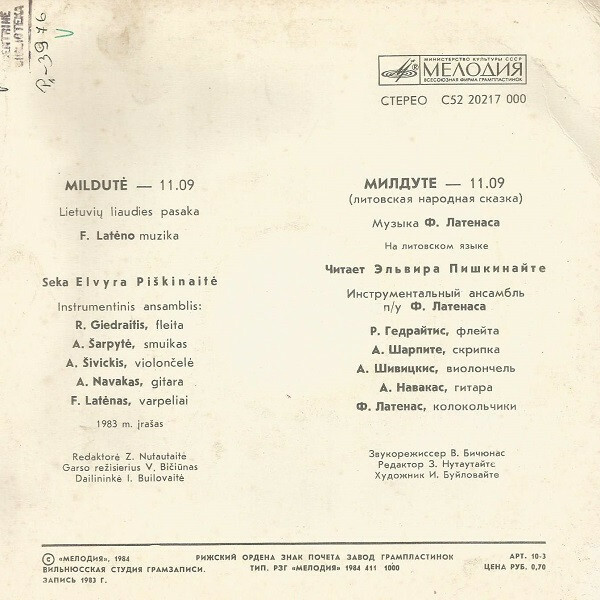 CENTRINĖ
BIBLIOTEKA
МИНИСТЕРСТВО КУЛЬТУРЫ СССР
МЕЛОДИЯ
ВСЕСОЮЗНАЯ ФИРМА ГРАМПЛАСТИНОК
СТЕРЕО С52 20217 000
MILDUTĖ — 11.09
Lietuvių liaudies pasaka
F. Latėno muzika
Seka Elvyra Piškinaitė
Instrumentinis ansamblis:
R. Giedraitis, fleita
A. Šarpytė, smuikas
A. Šivickis, violončelė
A. Navakas, gitara
F. Latėnas, varpeliai
1983 m. įrašas
Redaktorė Z. Nutautaitė
Garso režisierius V. Bičiūnas
Dailininkė I. Builovaitė
МИЛДУТЕ — 11.09
(литовская народная сказка)
Музыка Ф. Латенаса
На литовском языке
Читает Эльвира Пишкинайте
Инструментальный ансамбль
п/у Ф. Латенаса
Р. Гедрайтис, флейта
А. Шарпите, скрипка
А. Шивицкис, виолончель
А. Навакас, гитара
Ф. Латенас, колокольчики
Звукорежиссер В. Бичюнас
Редактор З. Нутаутайте
Художник И. Буйловайте
© «МЕЛОДИЯ», 1984
ВИЛЬНЮССКАЯ СТУДИЯ ГРАМЗАПИСИ.
ЗАПИСЬ 1983 Г.
РИЖСКИЙ ОРДЕНА ЗНАК ПОЧЕТА ЗАВОД ГРАМПЛАСТИНОК
ТИП. РЗГ «МЕЛОДИЯ» 1984 411 1000
АРТ. 10-3
ЦЕНА РУБ. 0,70